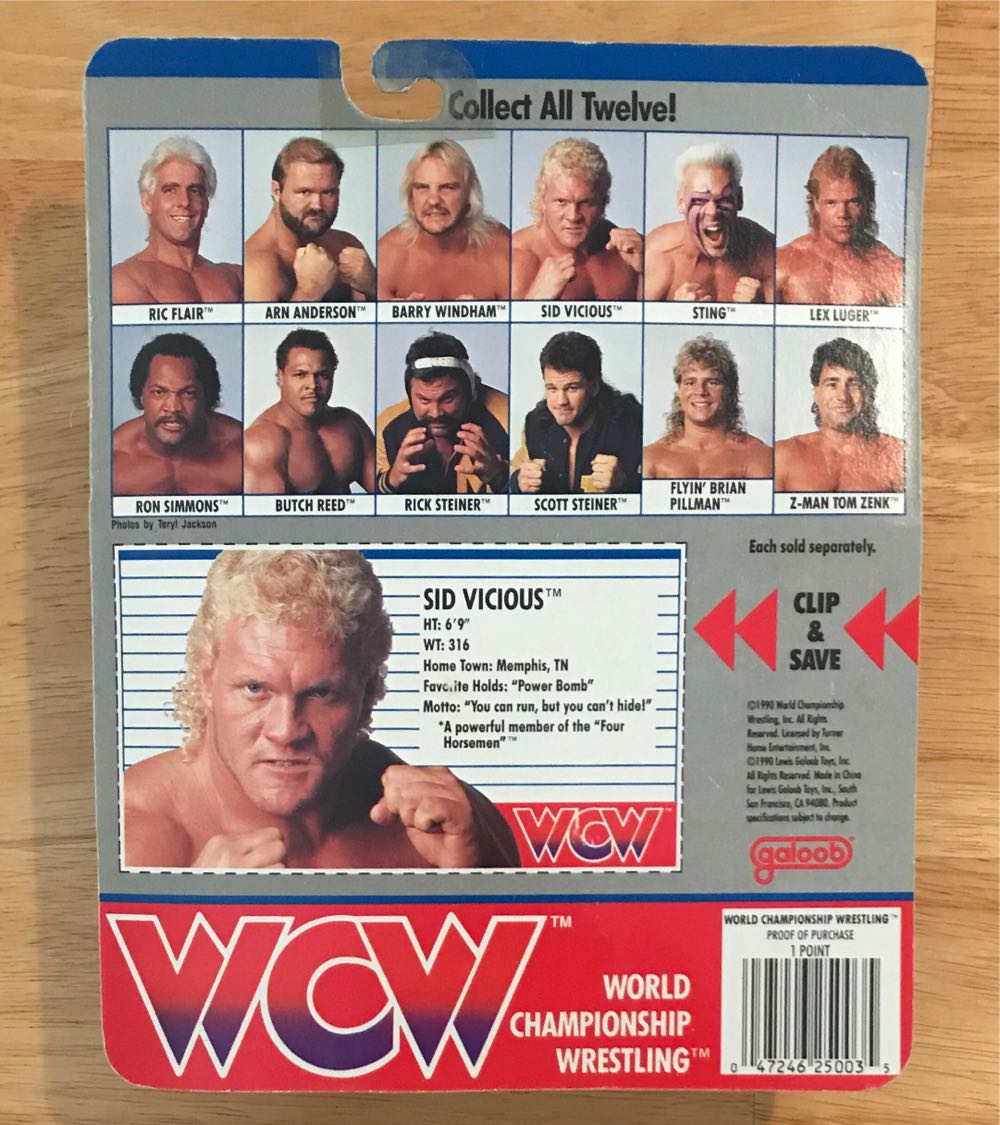 Collect All Twelve!
RIC FLAIR™ ARN ANDERSON™ BARRY WINDHAM™ SID VICIOUS™ STING™ LEX LUGER™
RON SIMMONS™ BUTCH REED™ RICK STEINER™ SCOTT STEINER™ FLYIN' BRIAN
PILLMAN™ Z-MAN TOM ZENK™
Photos by Teryl Jackson
Each sold separately.
SID VICIOUS™
HT: 6'9"
WT: 316
Home Town: Memphis, TN
Favorite Holds: "Power Bomb"
Motto: "You can run, but you can't hide!"
*A powerful member of the "Four
Horsemen"™
WCW™
CLIP
&
SAVE
©1990 World Championship
Wrestling, Inc. All Rights
Reserved. Licensed by Turner
Home Entertainment, Inc.
©1990 Lewis Galoob Toys, Inc.
All Rights Reserved. Made in China
for Lewis Galoob Toys, Inc., South
San Francisco, CA 94080. Product
specifications subject to change.
galoob®
WCW™
WORLD
CHAMPIONSHIP
WRESTLING™
WORLD CHAMPIONSHIP WRESTLING™
PROOF OF PURCHASE
1 POINT
0 47246 25003 5